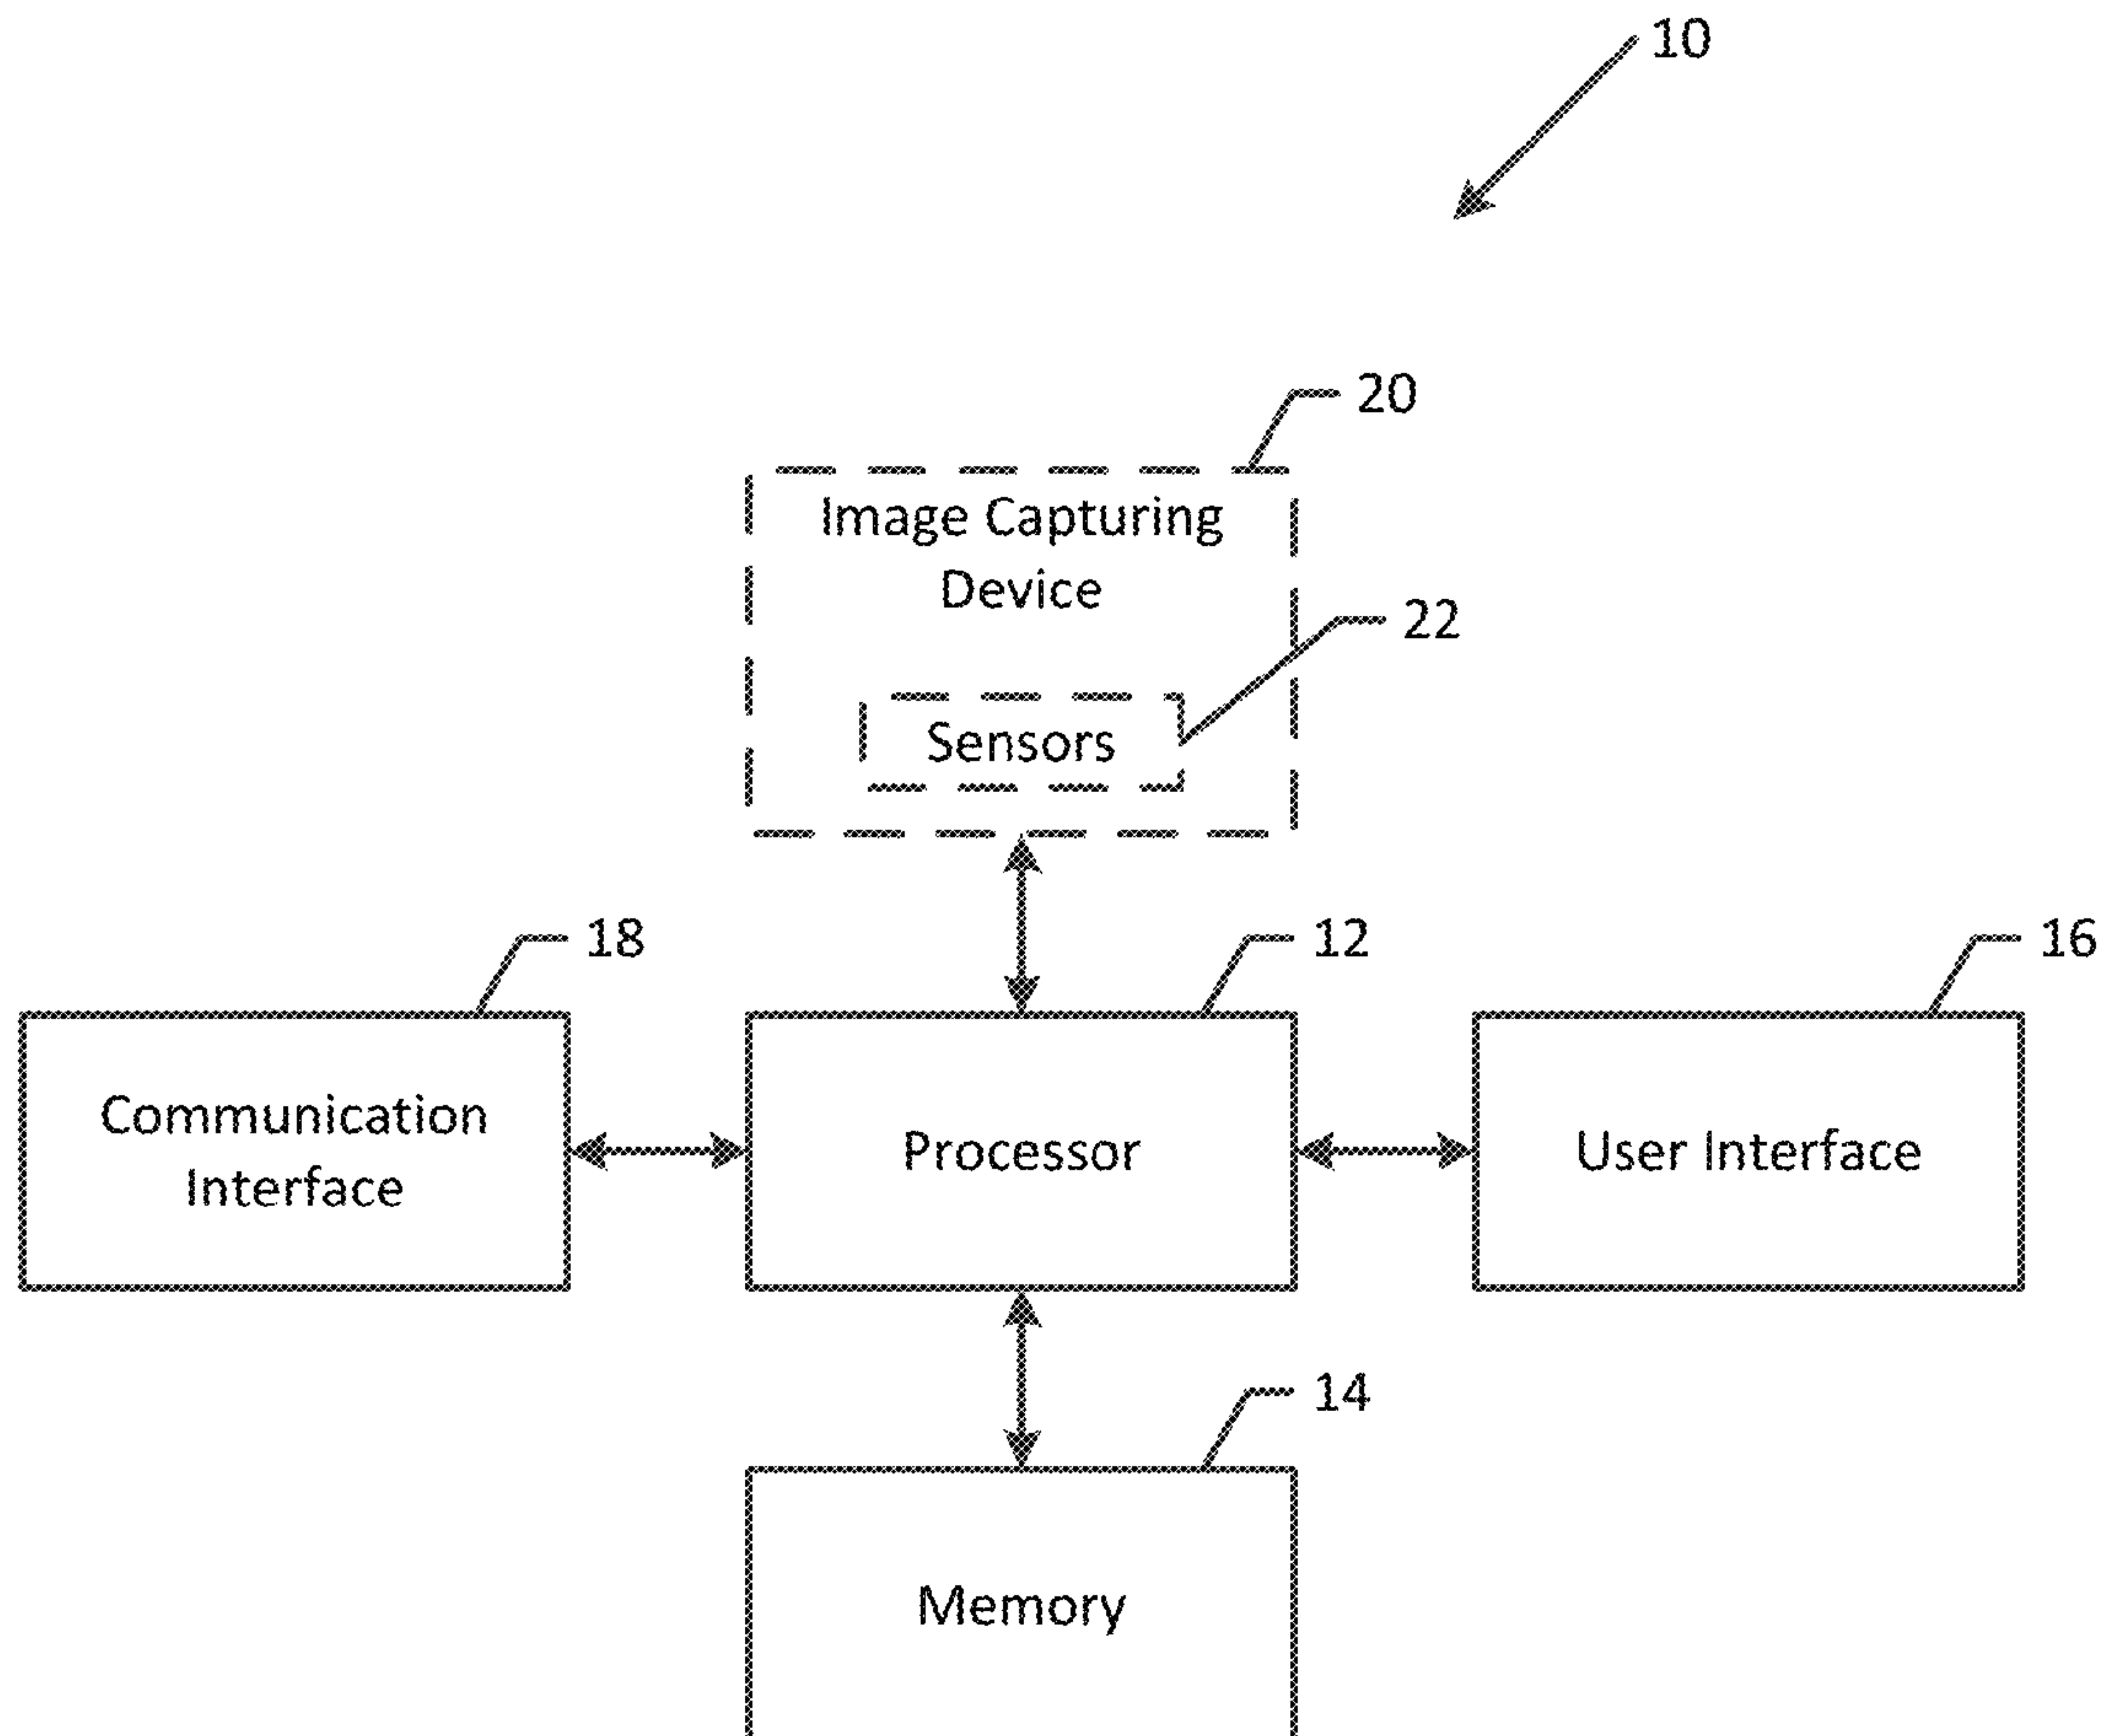 10
20
Image Capturing
Device
22
Sensors
18
12
16
Communication
Interface
Processor
User Interface
14
Memory